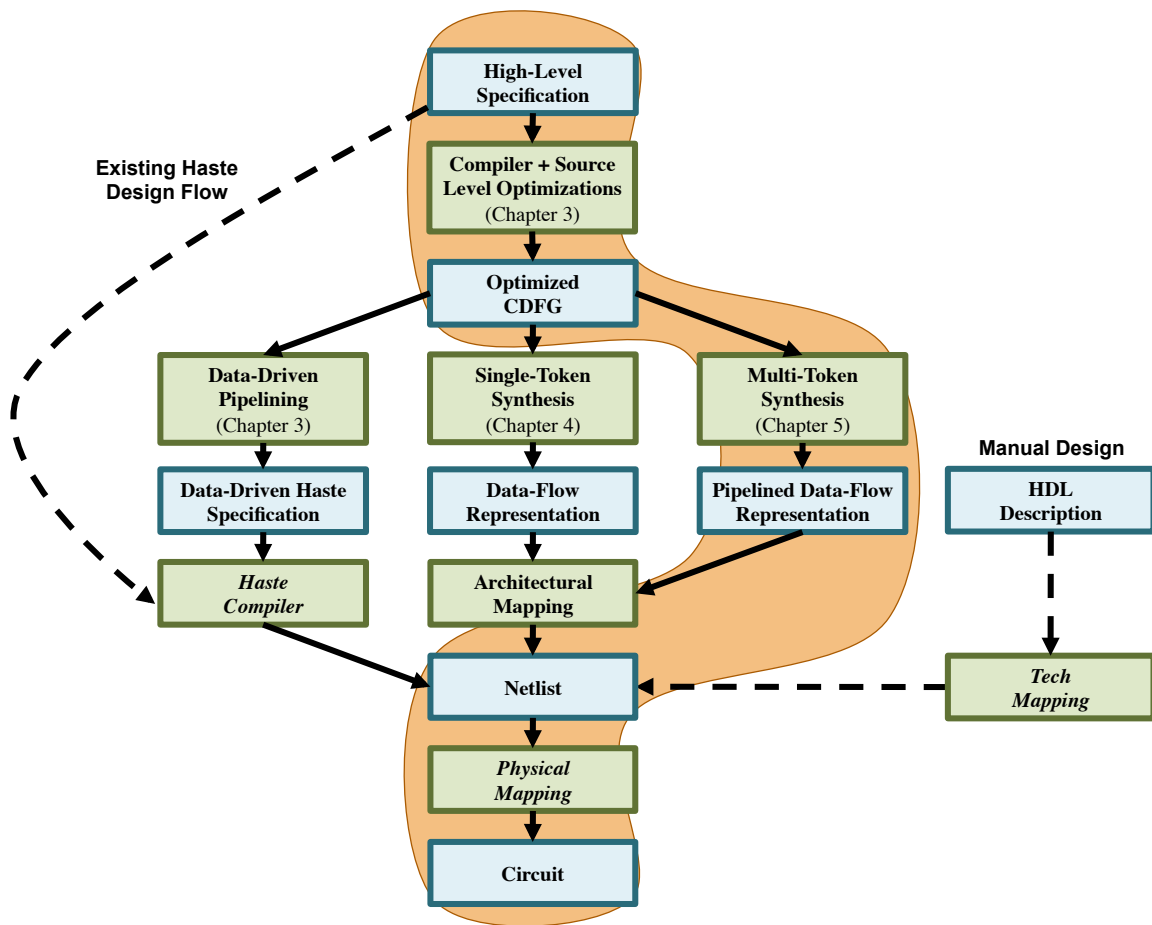 High-Level
Specification
Existing Haste
Design Flow
Compiler + Source
Level Optimizations
(Chapter 3)
Optimized
CDFG
Data-Driven
Pipelining
(Chapter 3)
Single-Token
Synthesis
(Chapter 4)
Multi-Token
Synthesis
(Chapter 5)
Manual Design
Data-Driven Haste
Specification
Data-Flow
Representation
Pipelined Data-Flow
Representation
HDL
Description
Haste
Compiler
Architectural
Mapping
Netlist
Tech
Mapping
Physical
Mapping
Circuit